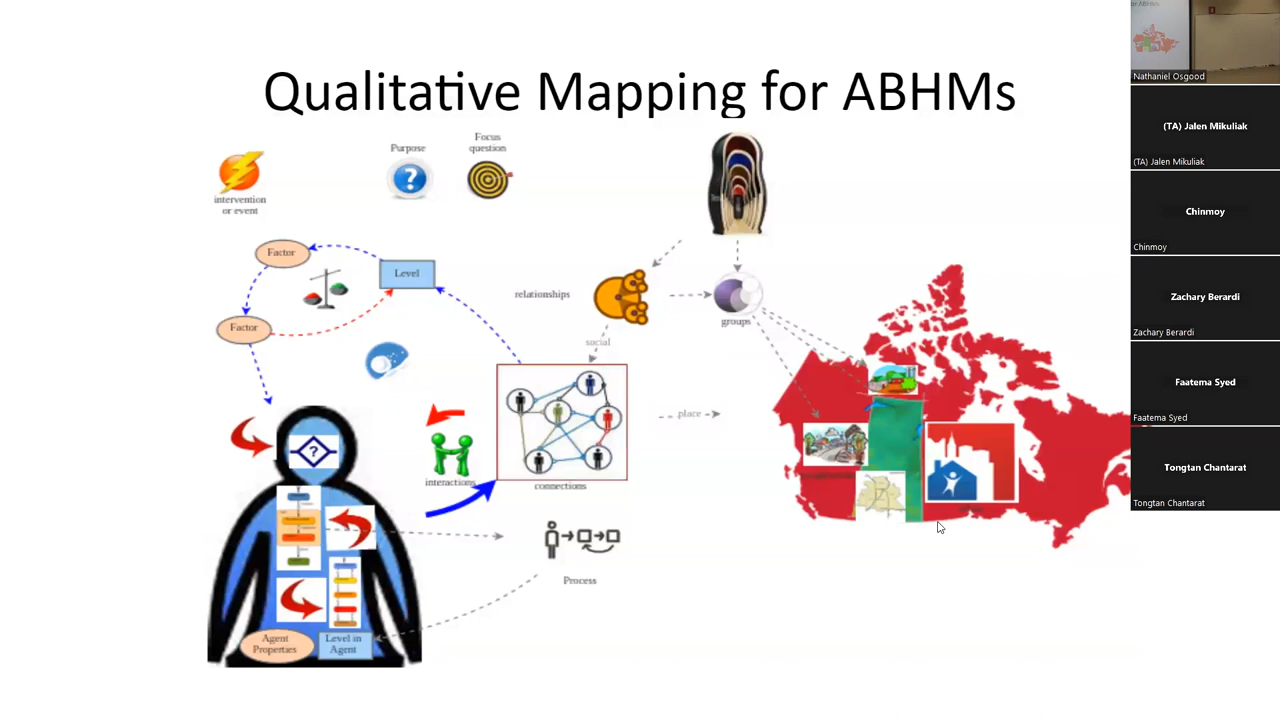 Qualitative Mapping for ABHMs
intervention
or event
Purpose
?
Focus
question
Factor
Level
Factor
relationships
groups
social
place
interactions
connections
?
Process
Agent
Properties
Level in
Agent
or ABHMs
Nathaniel Osgood
(TA) Jalen Mikuliak
(TA) Jalen Mikuliak
Chinmoy
Chinmoy
Zachary Berardi
Zachary Berardi
Faatema Syed
Faatema Syed
Tongtan Chantarat
Tongtan Chantarat